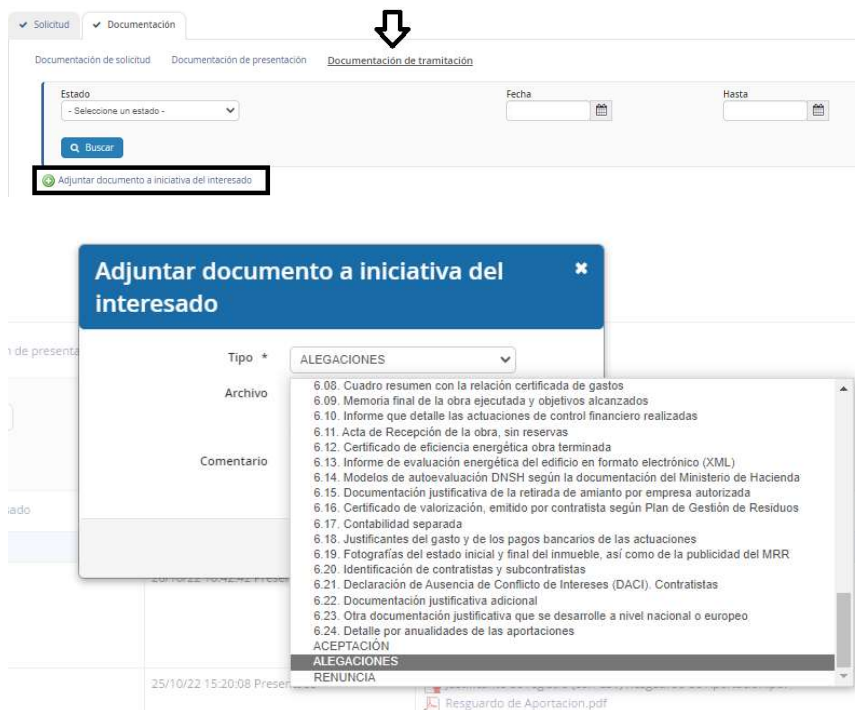 Solicitud
Documentación
Documentación de solicitud
Documentación de presentación
Documentación de tramitación
Estado
Fecha
Hasta
- Seleccione un estado -
Buscar
Adjuntar documento a iniciativa del interesado
Adjuntar documento a iniciativa del
interesado
n de presenta
Tipo *
ALEGACIONES
Archivo
6.08. Cuadro resumen con la relación certificada de gastos
6.09. Memoria final de la obra ejecutada y objetivos alcanzados
6.10. Informe que detalle las actuaciones de control financiero realizadas
6.11. Acta de Recepción de la obra, sin reservas
6.12. Certificado de eficiencia energética obra terminada
Comentario
6.13. Informe de evaluación energética del edificio en formato electrónico (XML)
6.14. Modelos de autoevaluación DNSH según la documentación del Ministerio de Hacienda
6.15. Documentación justificativa de la retirada de amianto por empresa autorizada
6.16. Certificado de valorización, emitido por contratista según Plan de Gestión de Residuos
sado
6.17. Contabilidad separada
6.18. Justificantes del gasto y de los pagos bancarios de las actuaciones
6.19. Fotografías del estado inicial y final del inmueble, así como de la publicidad del MRR
6.20. Identificación de contratistas y subcontratistas
6.21. Declaración de Ausencia de Conflicto de Intereses (DACI). Contratistas
6.22. Documentación justificativa adicional
6.23. Otra documentación justificativa que se desarrolle a nivel nacional o europeo
6.24. Detalle por anualidades de las aportaciones
ACEPTACIÓN
ALEGACIONES
RENUNCIA
25/10/22 15:20:08
Resguardo de Aportacion.pdf